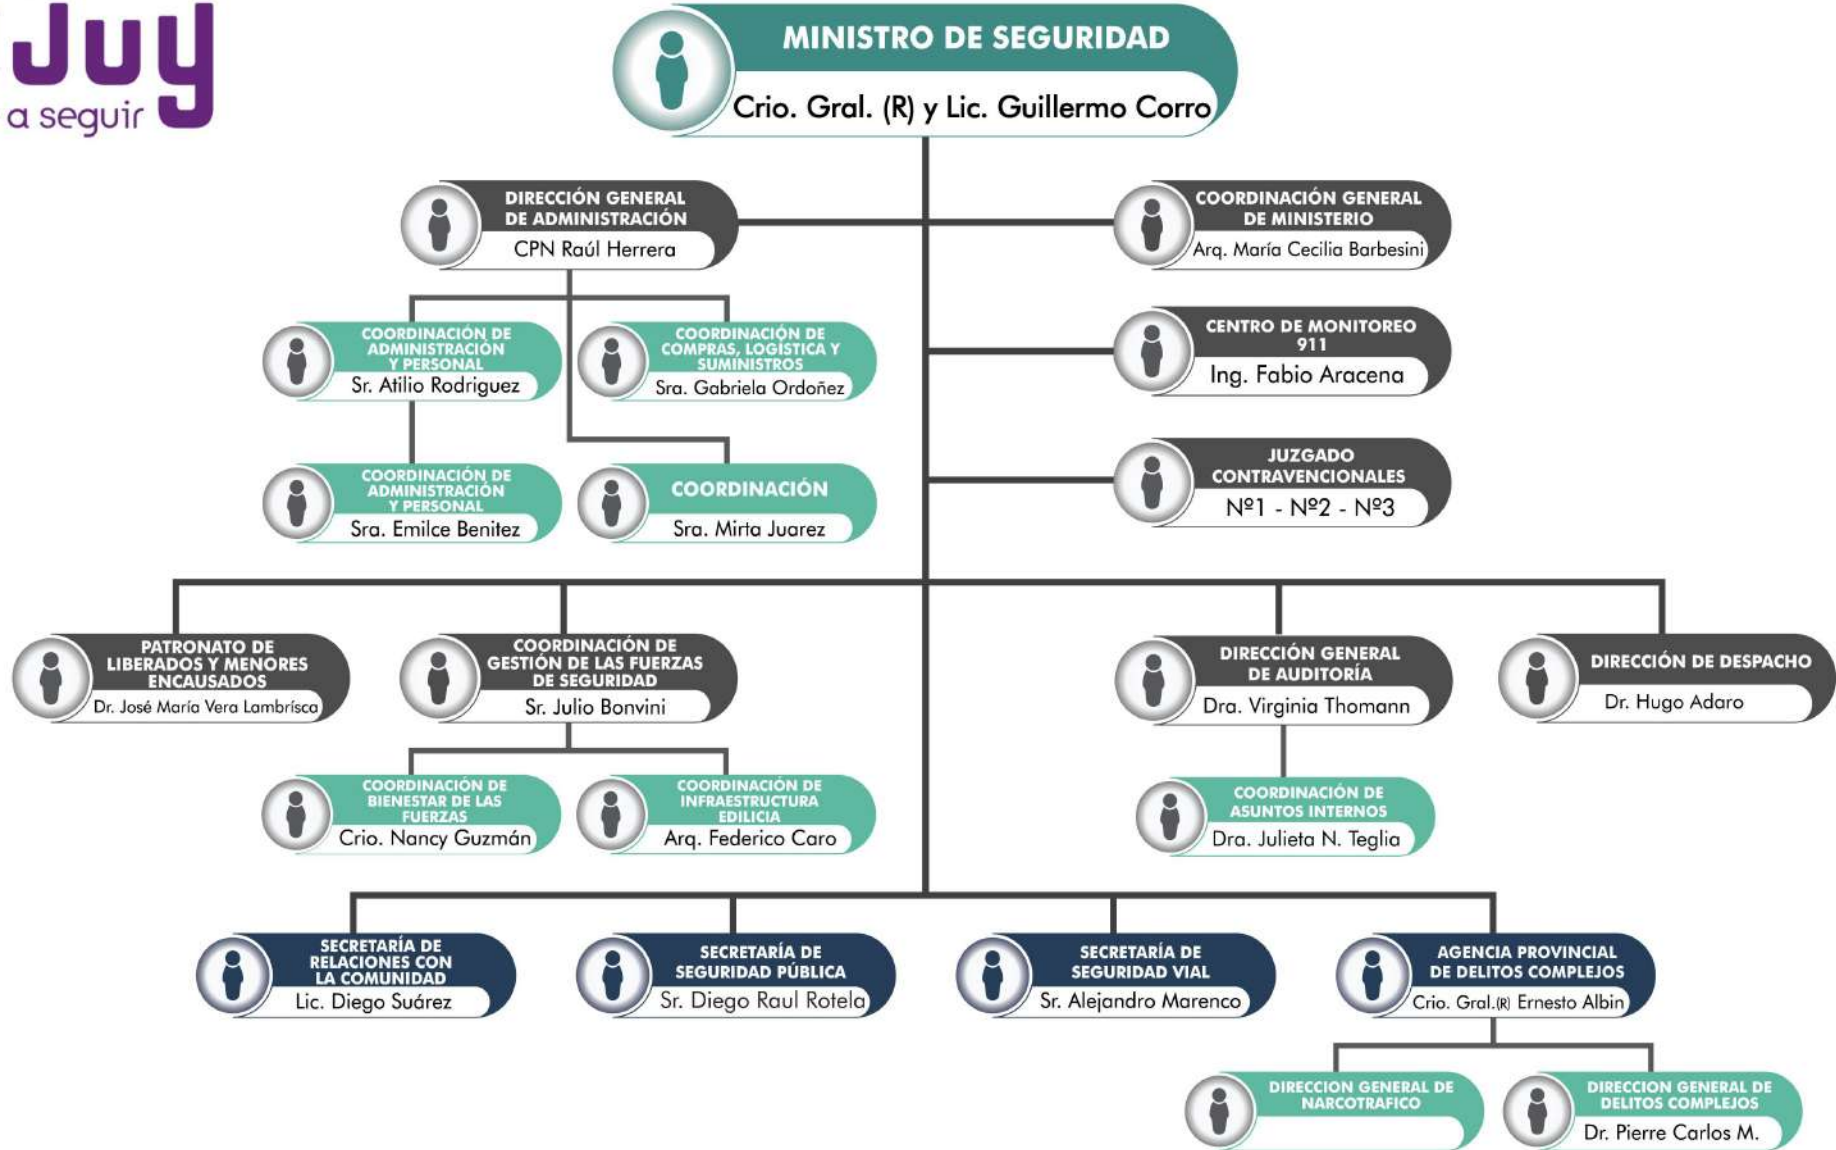 Juy
a seguir
MINISTRO DE SEGURIDAD
Crio. Gral. (R) y Lic. Guillermo Corro
DIRECCIÓN GENERAL
DE ADMINISTRACIÓN
CPN Raúl Herrera
COORDINACIÓN GENERAL
DE MINISTERIO
Arq. María Cecilia Barbesini
COORDINACIÓN DE
ADMINISTRACIÓN
Y PERSONAL
Sr. Atilio Rodriguez
COORDINACIÓN DE
COMPRAS, LOGÍSTICA Y
SUMINISTROS
Sra. Gabriela Ordoñez
CENTRO DE MONITOREO
911
Ing. Fabio Aracena
COORDINACIÓN DE
ADMINISTRACIÓN
Y PERSONAL
Sra. Emilce Benitez
COORDINACIÓN
Sra. Mirta Juarez
JUZGADO
CONTRAVENCIONALES
Nº1 - Nº2 - Nº3
PATRONATO DE
LIBERADOS Y MENORES
ENCAUSADOS
Dr. José María Vera Lambrísca
COORDINACIÓN DE
GESTIÓN DE LAS FUERZAS
DE SEGURIDAD
Sr. Julio Bonvini
DIRECCIÓN GENERAL
DE AUDITORÍA
Dra. Virginia Thomann
DIRECCIÓN DE DESPACHO
Dr. Hugo Adaro
COORDINACIÓN DE
BIENESTAR DE LAS
FUERZAS
Crio. Nancy Guzmán
COORDINACIÓN DE
INFRAESTRUCTURA
EDILICIA
Arq. Federico Caro
COORDINACIÓN DE
ASUNTOS INTERNOS
Dra. Julieta N. Teglia
SECRETARÍA DE
RELACIONES CON
LA COMUNIDAD
Lic. Diego Suárez
SECRETARÍA DE
SEGURIDAD PÚBLICA
Sr. Diego Raul Rotela
SECRETARÍA DE
SEGURIDAD VIAL
Sr. Alejandro Marenco
AGENCIA PROVINCIAL
DE DELITOS COMPLEJOS
Crio. Gral.(R) Ernesto Albin
DIRECCION GENERAL DE
NARCOTRAFICO
DIRECCION GENERAL DE
DELITOS COMPLEJOS
Dr. Pierre Carlos M.